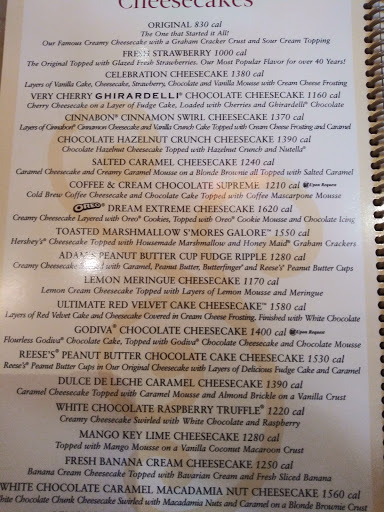 Cheesecakes
ORIGINAL 830 cal
The One that Started it All!
Our Famous Creamy Cheesecake with a Graham Cracker Crust and Sour Cream Topping
FRESH STRAWBERRY 1000 cal
The Original Topped with Glazed Fresh Strawberries. Our Most Popular Flavor for over 40 Years!
CELEBRATION CHEESECAKE 1380 cal
Layers of Vanilla Cake, Cheesecake, Strawberry, Chocolate and Vanilla Mousse with Cream Cheese Frosting
VERY CHERRY GHIRARDELLI® CHOCOLATE CHEESECAKE 1160 cal
Cherry Cheesecake on a Layer of Fudge Cake, Loaded with Cherries and Ghirardelli® Chocolate
CINNABON® CINNAMON SWIRL CHEESECAKE 1370 cal
Layers of Cinnabon® Cinnamon Cheesecake and Vanilla Crunch Cake Topped with Cream Cheese Frosting and Caramel
CHOCOLATE HAZELNUT CRUNCH CHEESECAKE 1390 cal
Chocolate Hazelnut Cheesecake Topped with Hazelnut Crunch and Nutella®
SALTED CARAMEL CHEESECAKE 1240 cal
Caramel Cheesecake and Creamy Caramel Mousse on a Blonde Brownie all Topped with Salted Caramel
COFFEE & CREAM CHOCOLATE SUPREME 1210 cal Upon Request
Cold Brew Coffee Cheesecake and Chocolate Cake Topped with Coffee Mascarpone Mousse
OREO® DREAM EXTREME CHEESECAKE 1620 cal
Creamy Cheesecake Layered with Oreo® Cookies, Topped with Oreo® Cookie Mousse and Chocolate Icing
TOASTED MARSHMALLOW S'MORES GALORE™ 1550 cal
Hershey's® Cheesecake Topped with Housemade Marshmallow and Honey Maid® Graham Crackers
ADAM'S PEANUT BUTTER CUP FUDGE RIPPLE 1280 cal
Creamy Cheesecake Swirled with Caramel, Peanut Butter, Butterfinger® and Reese's® Peanut Butter Cups
LEMON MERINGUE CHEESECAKE 1170 cal
Lemon Cream Cheesecake Topped with Layers of Lemon Mousse and Meringue
ULTIMATE RED VELVET CAKE CHEESECAKE™ 1580 cal
Layers of Red Velvet Cake and Cheesecake Covered in Cream Cheese Frosting, Finished with White Chocolate
GODIVA® CHOCOLATE CHEESECAKE 1400 cal Upon Request
Flourless Godiva® Chocolate Cake, Topped with Godiva® Chocolate Cheesecake and Chocolate Mousse
REESE'S® PEANUT BUTTER CHOCOLATE CAKE CHEESECAKE 1530 cal
Reese's® Peanut Butter Cups in Our Original Cheesecake with Layers of Delicious Fudge Cake and Caramel
DULCE DE LECHE CARAMEL CHEESECAKE 1390 cal
Caramel Cheesecake Topped with Caramel Mousse and Almond Brickle on a Vanilla Crust
WHITE CHOCOLATE RASPBERRY TRUFFLE® 1220 cal
Creamy Cheesecake Swirled with White Chocolate and Raspberry
MANGO KEY LIME CHEESECAKE 1280 cal
Topped with Mango Mousse on a Vanilla Coconut Macaroon Crust
FRESH BANANA CREAM CHEESECAKE 1250 cal
Banana Cream Cheesecake Topped with Bavarian Cream and Fresh Sliced Banana
WHITE CHOCOLATE CARAMEL MACADAMIA NUT CHEESECAKE 1560 cal
White Chocolate Chunk Cheesecake Swirled with Macadamia Nuts and Caramel on a Blonde Brownie Crust